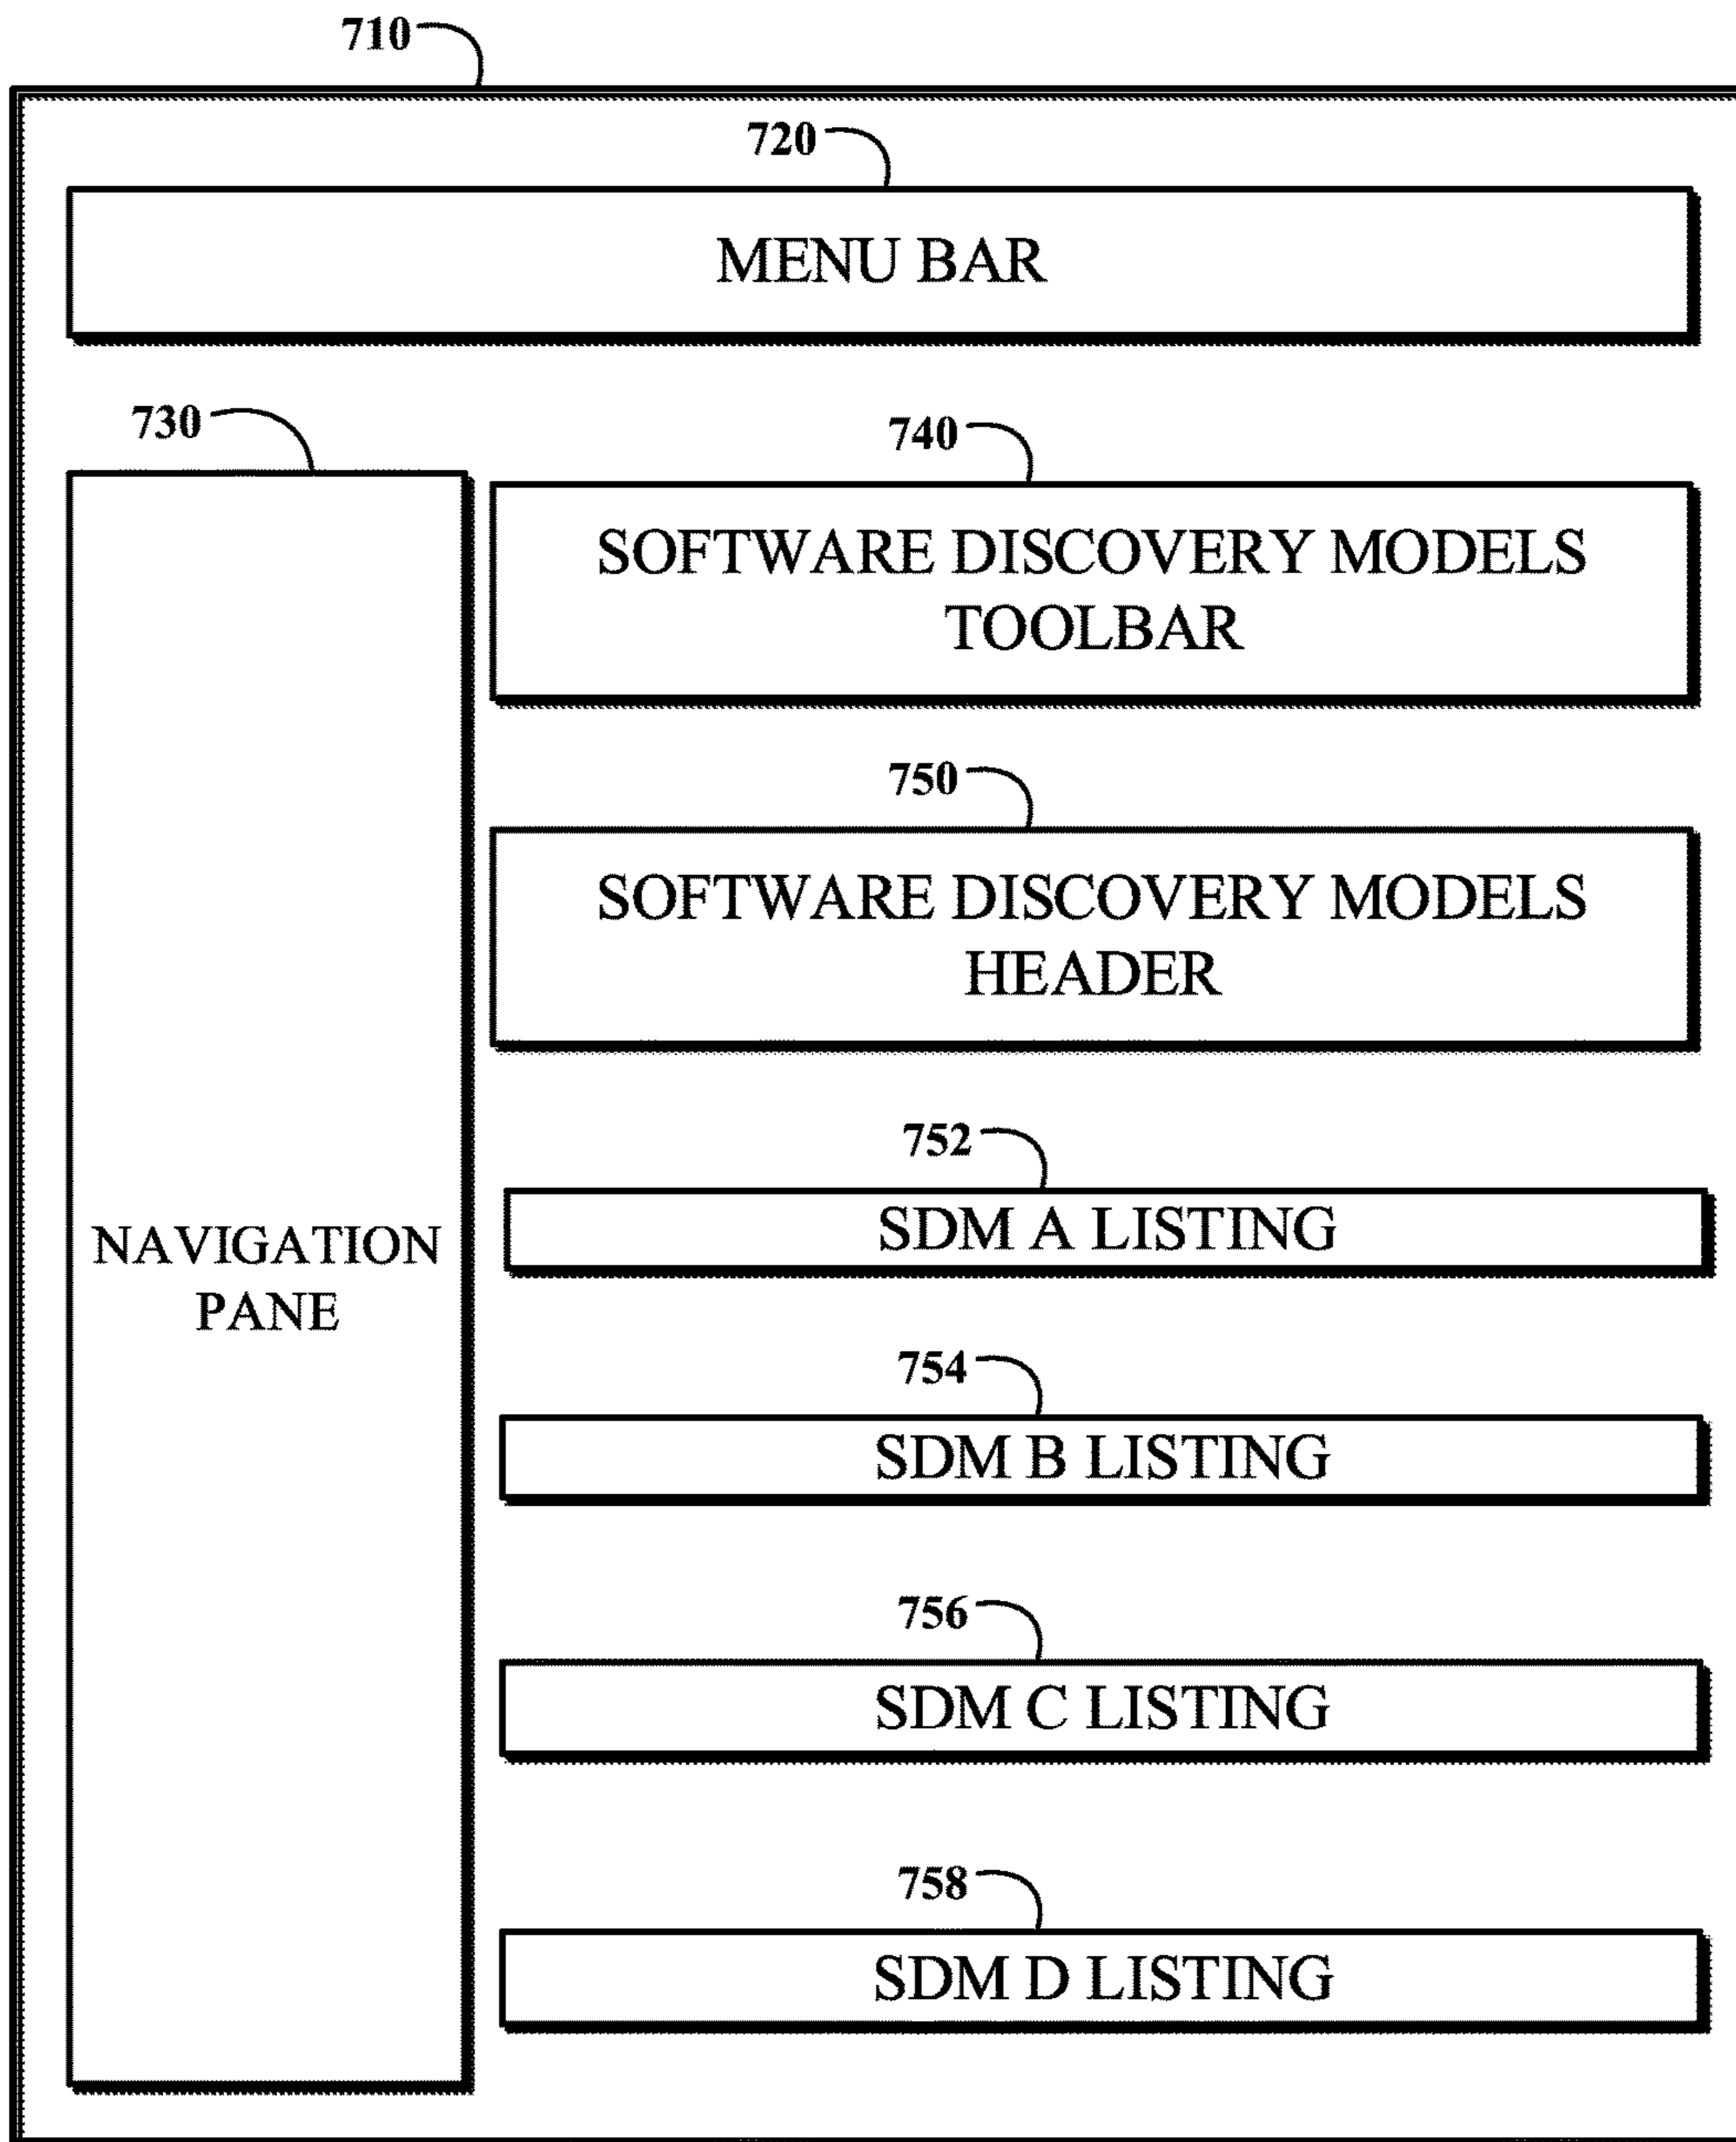 710
720
MENU BAR
730
740
SOFTWARE DISCOVERY MODELS
TOOLBAR
750
SOFTWARE DISCOVERY MODELS
HEADER
752
SDM A LISTING
NAVIGATION
PANE
754
SDM B LISTING
756
SDM C LISTING
758
SDM D LISTING